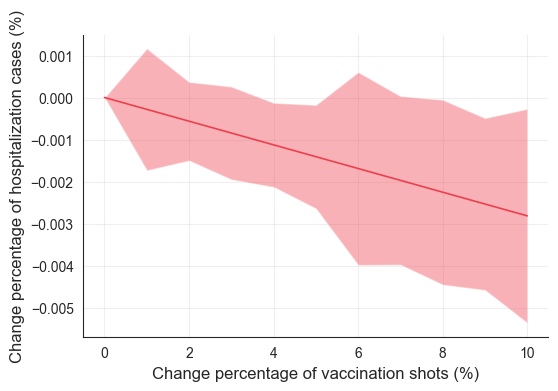 Change percentage of hospitalization cases (%)
0.001
0.000
−0.001
−0.002
−0.003
−0.004
−0.005
0 2 4 6 8 10
Change percentage of vaccination shots (%)